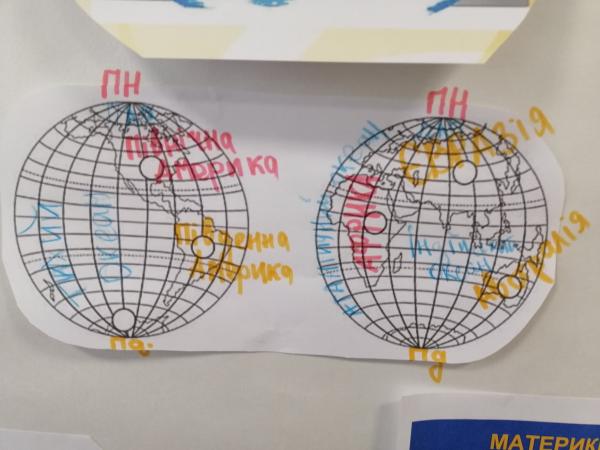 ПН
Північна
Америка
Тихий
океан
Південна
Америка
Пд.
ПН
ЄВРАЗІЯ
Атлантичний океан
АФРИКА
Індійський
океан
Австралія
Пд
МАТЕРИК